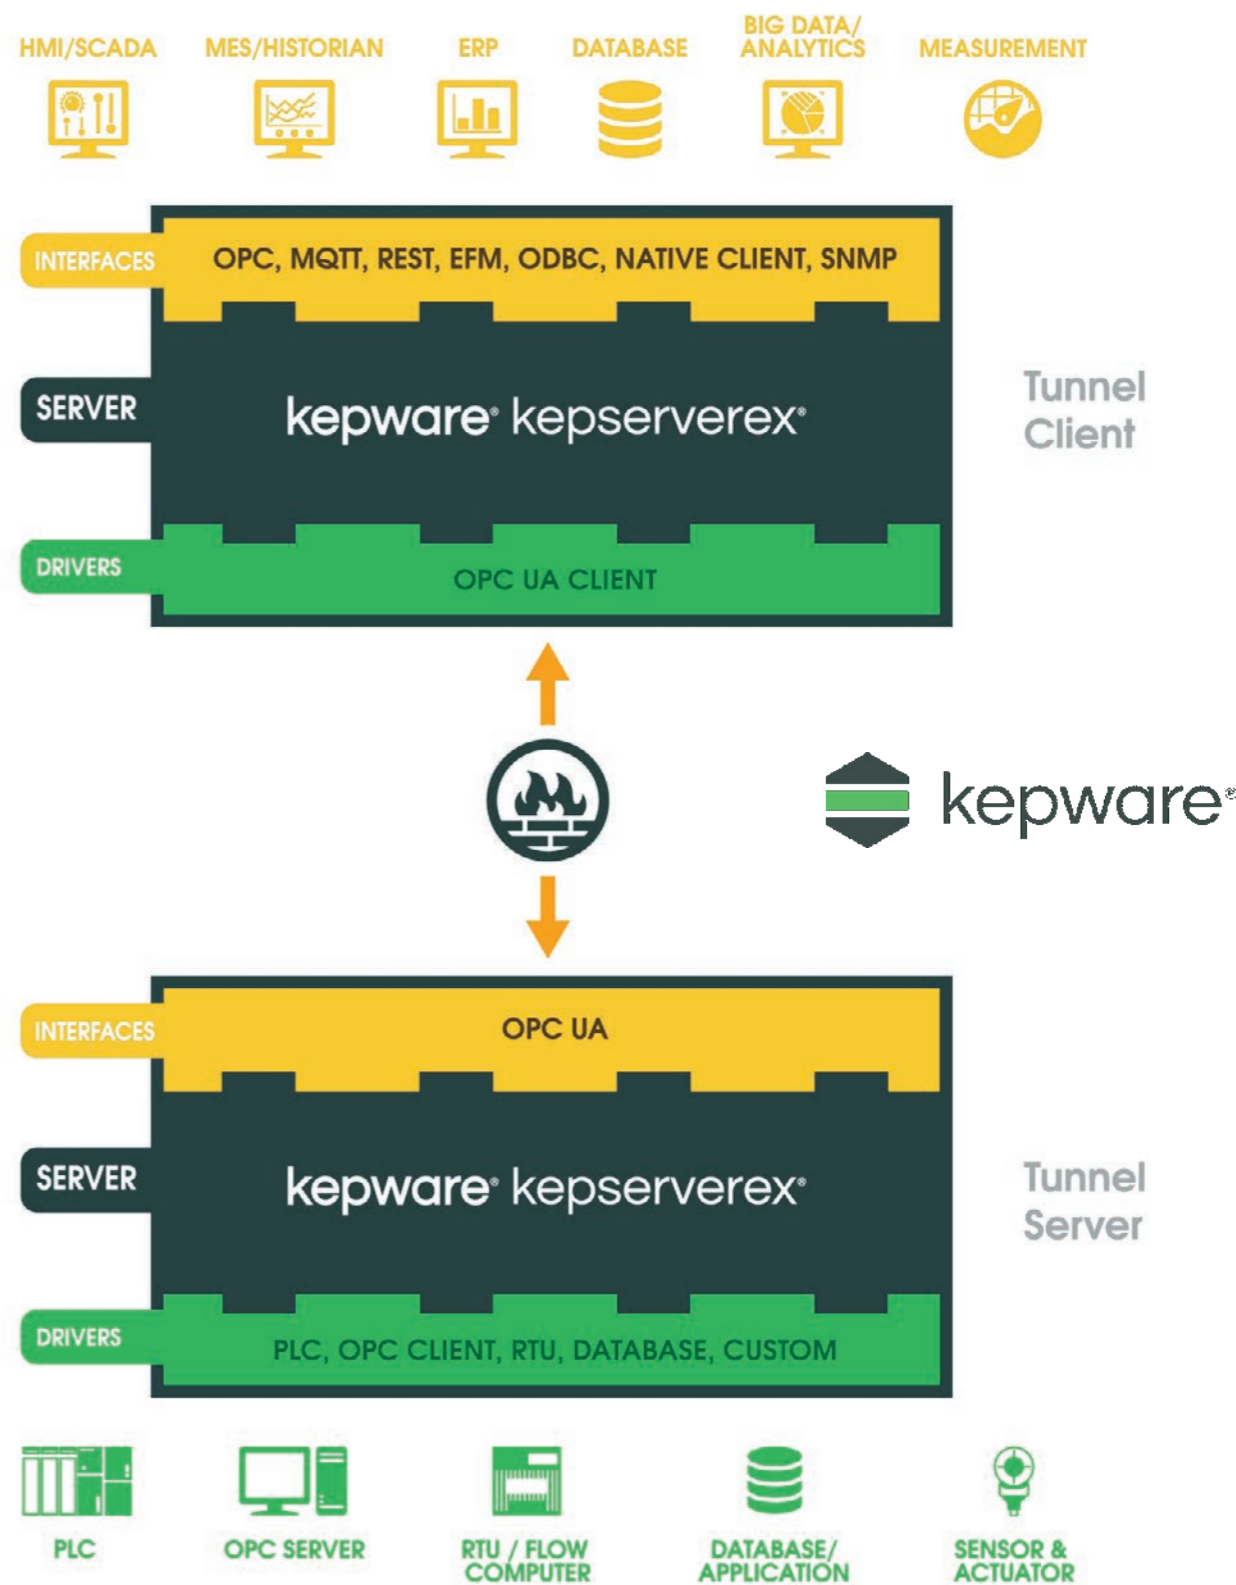 HMI/SCADA
MES/HISTORIAN
ERP
DATABASE
BIG DATA/
ANALYTICS
MEASUREMENT
INTERFACES
OPC, MQTT, REST, EFM, ODBC, NATIVE CLIENT, SNMP
SERVER
kepware® kepserverex®
Tunnel
Client
DRIVERS
OPC UA CLIENT
kepware®
INTERFACES
OPC UA
SERVER
kepware® kepserverex®
Tunnel
Server
DRIVERS
PLC, OPC CLIENT, RTU, DATABASE, CUSTOM
PLC
OPC SERVER
RTU / FLOW
COMPUTER
DATABASE/
APPLICATION
SENSOR &
ACTUATOR